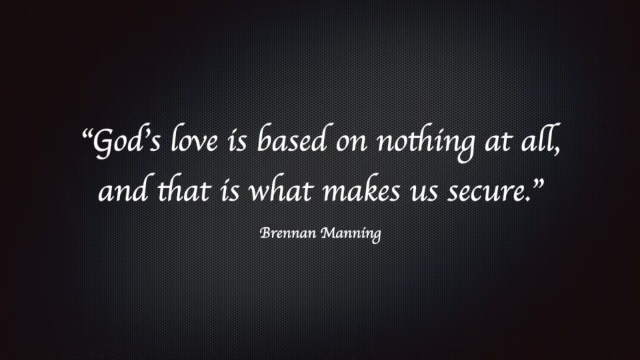 “God’s love is based on nothing at all,
and that is what makes us secure.”
Brennan Manning